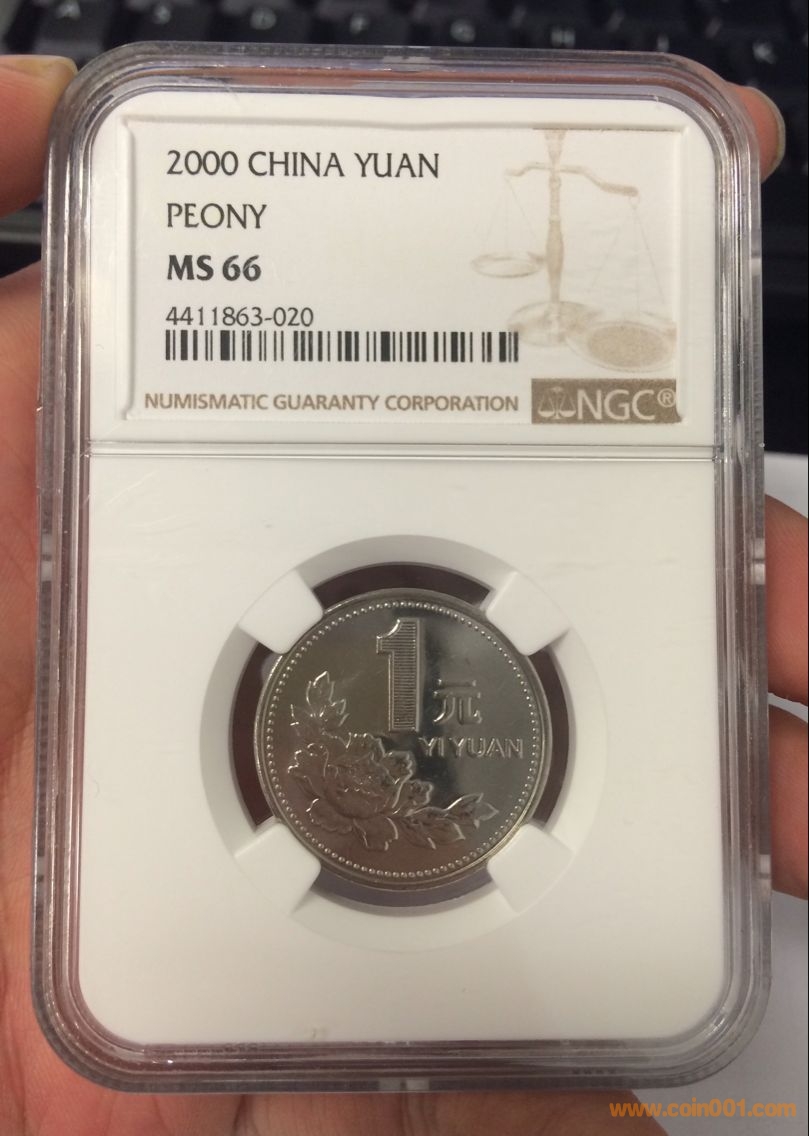 2000 CHINA YUAN
PEONY
MS 66
4411863-020
NUMISMATIC GUARANTY CORPORATION
NGC®
1元
YI YUAN
www.coin001.com